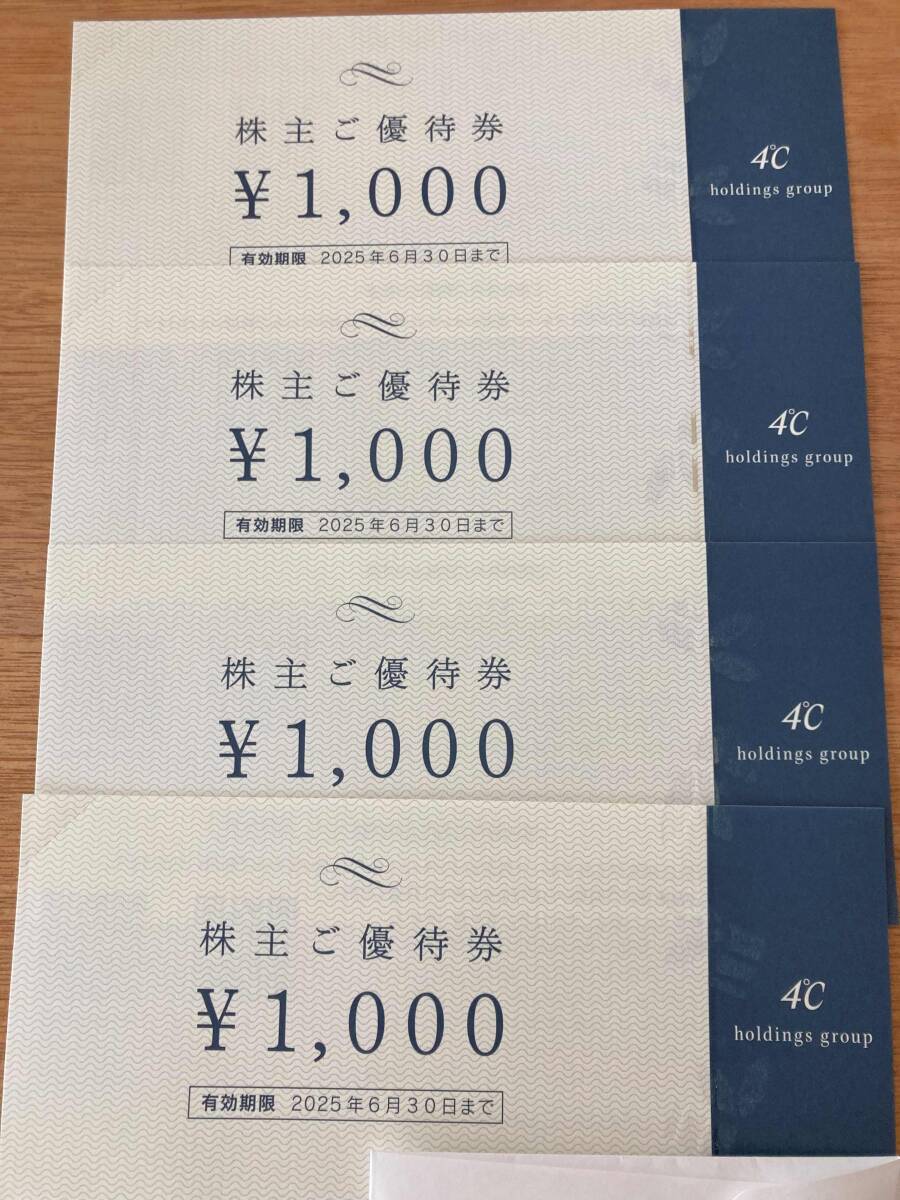 株主ご優待券
¥1,000
有効期限 2025年6月30日まで
4℃
holdings group
株主ご優待券
¥1,000
有効期限 2025年6月30日まで
4℃
holdings group
株主ご優待券
¥1,000
4℃
holdings group
株主ご優待券
¥1,000
有効期限 2025年6月30日まで
4℃
holdings group